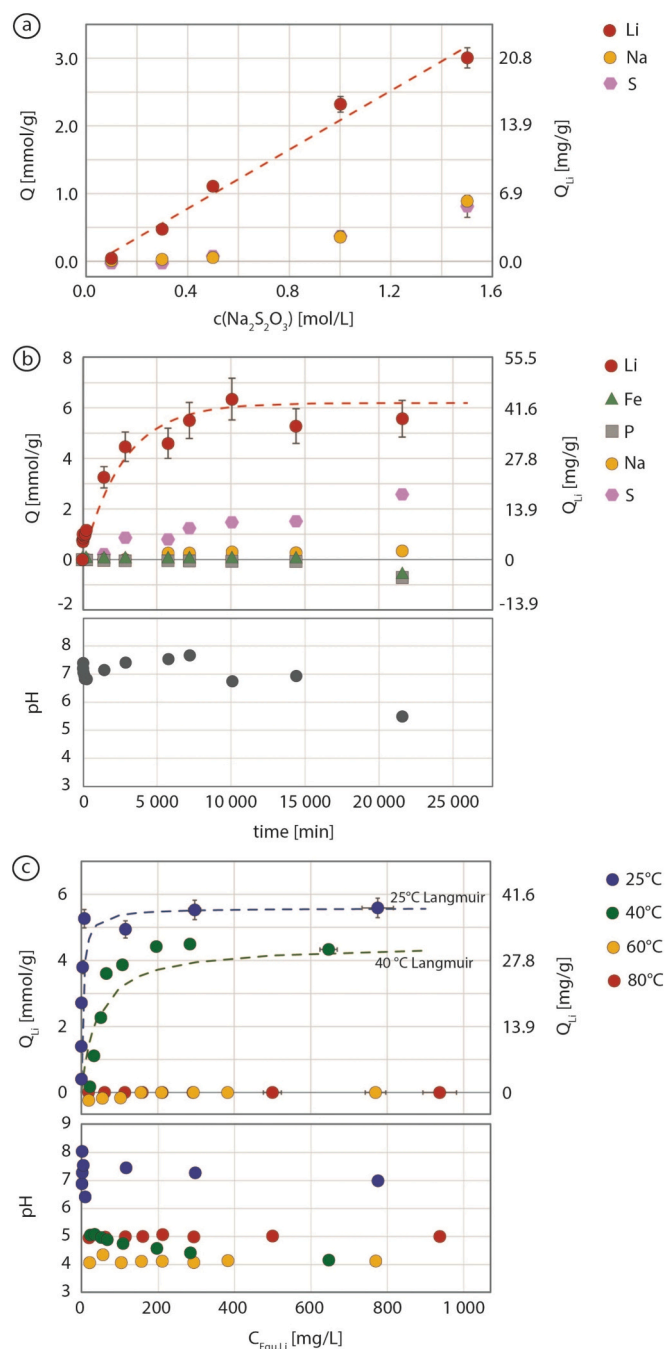 a
3.0
2.0
1.0
0.0
Q [mmol/g]
20.8
13.9
6.9
0.0
Q_Li [mg/g]
0.0 0.4 0.8 1.2 1.6
c(Na₂S₂O₃) [mol/L]
Li
Na
S
b
8
6
4
2
0
-2
Q [mmol/g]
55.5
41.6
27.8
13.9
0
-13.9
Q_Li [mg/g]
Li
Fe
P
Na
S
8
7
6
5
4
3
pH
0 5 000 10 000 15 000 20 000 25 000
time [min]
c
6
4
2
0
Q_Li [mmol/g]
25°C Langmuir
40 °C Langmuir
41.6
27.8
13.9
0
Q_Li [mg/g]
25°C
40°C
60°C
80°C
9
8
7
6
5
4
3
pH
0 200 400 600 800 1 000
C_Equ.Li [mg/L]